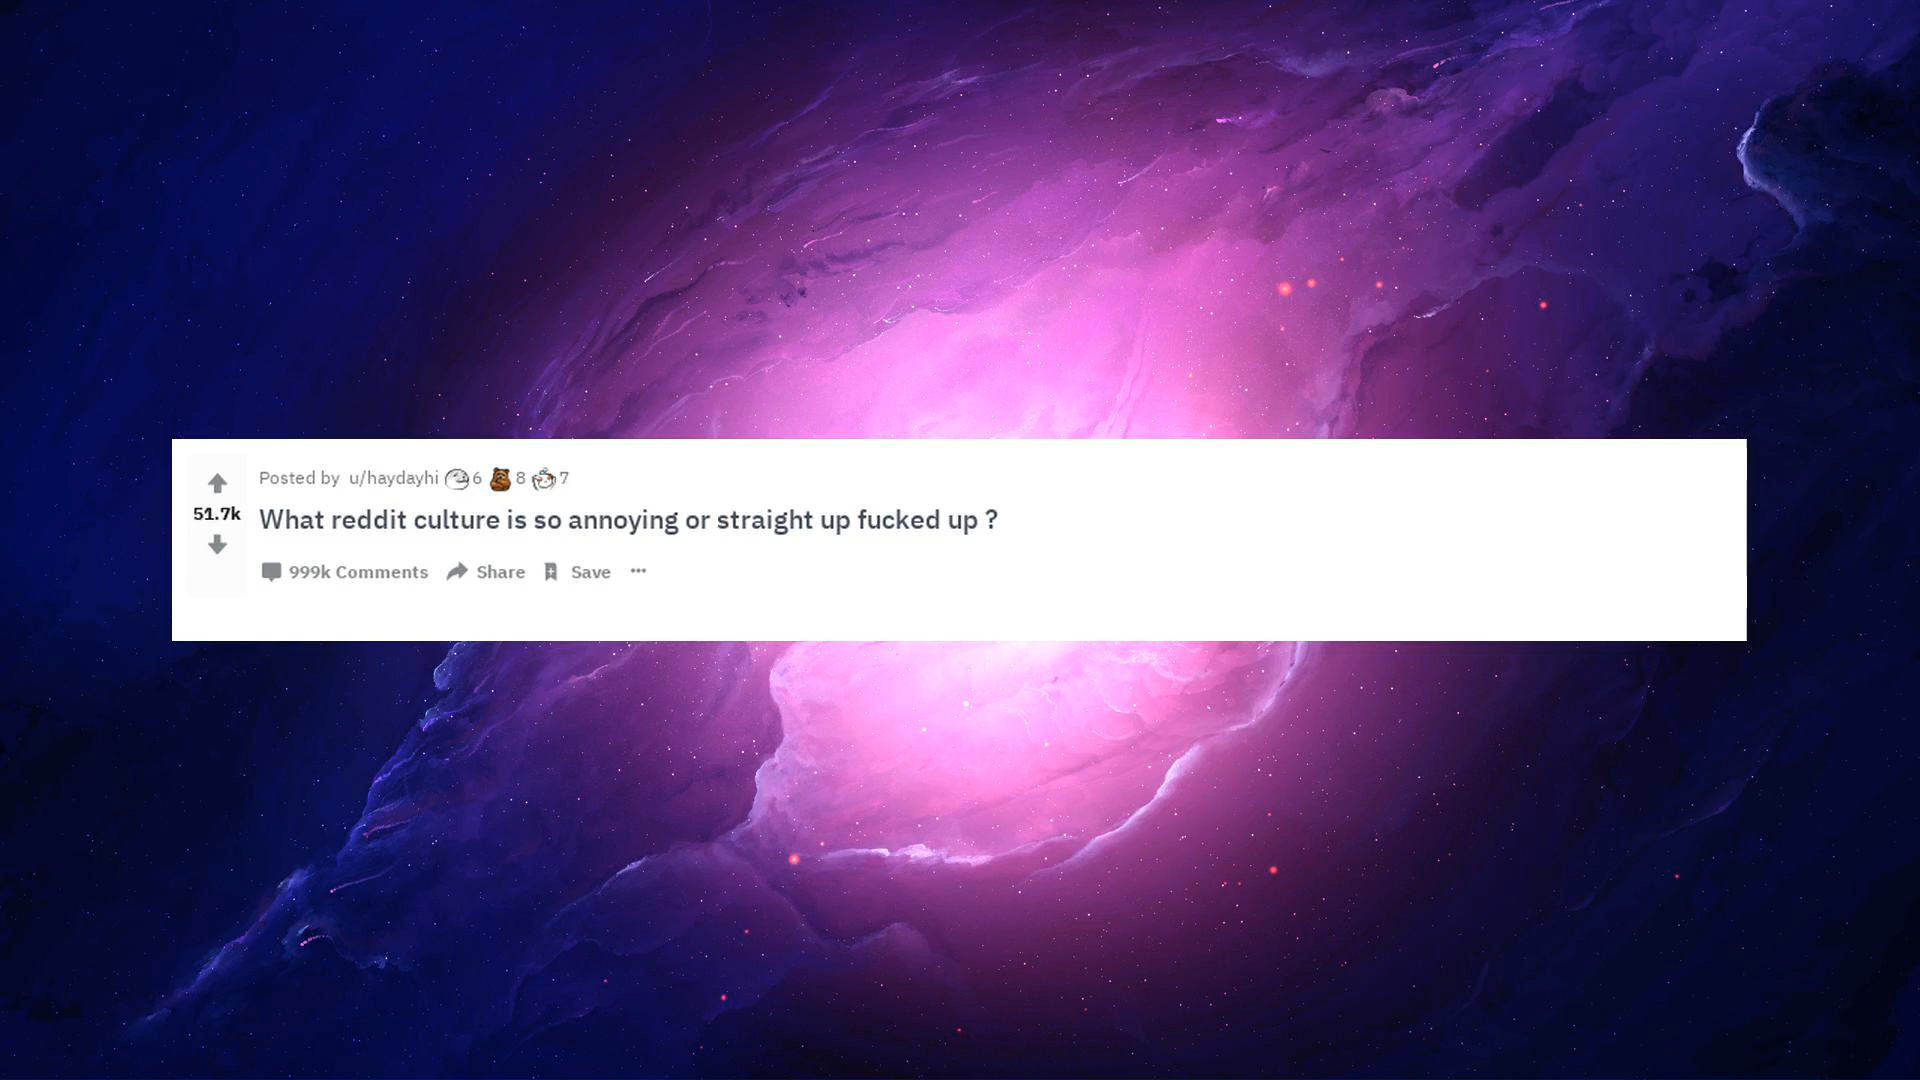 Posted by u/haydayhi 6 8 7
51.7k
What reddit culture is so annoying or straight up fucked up ?
999k Comments Share Save ...